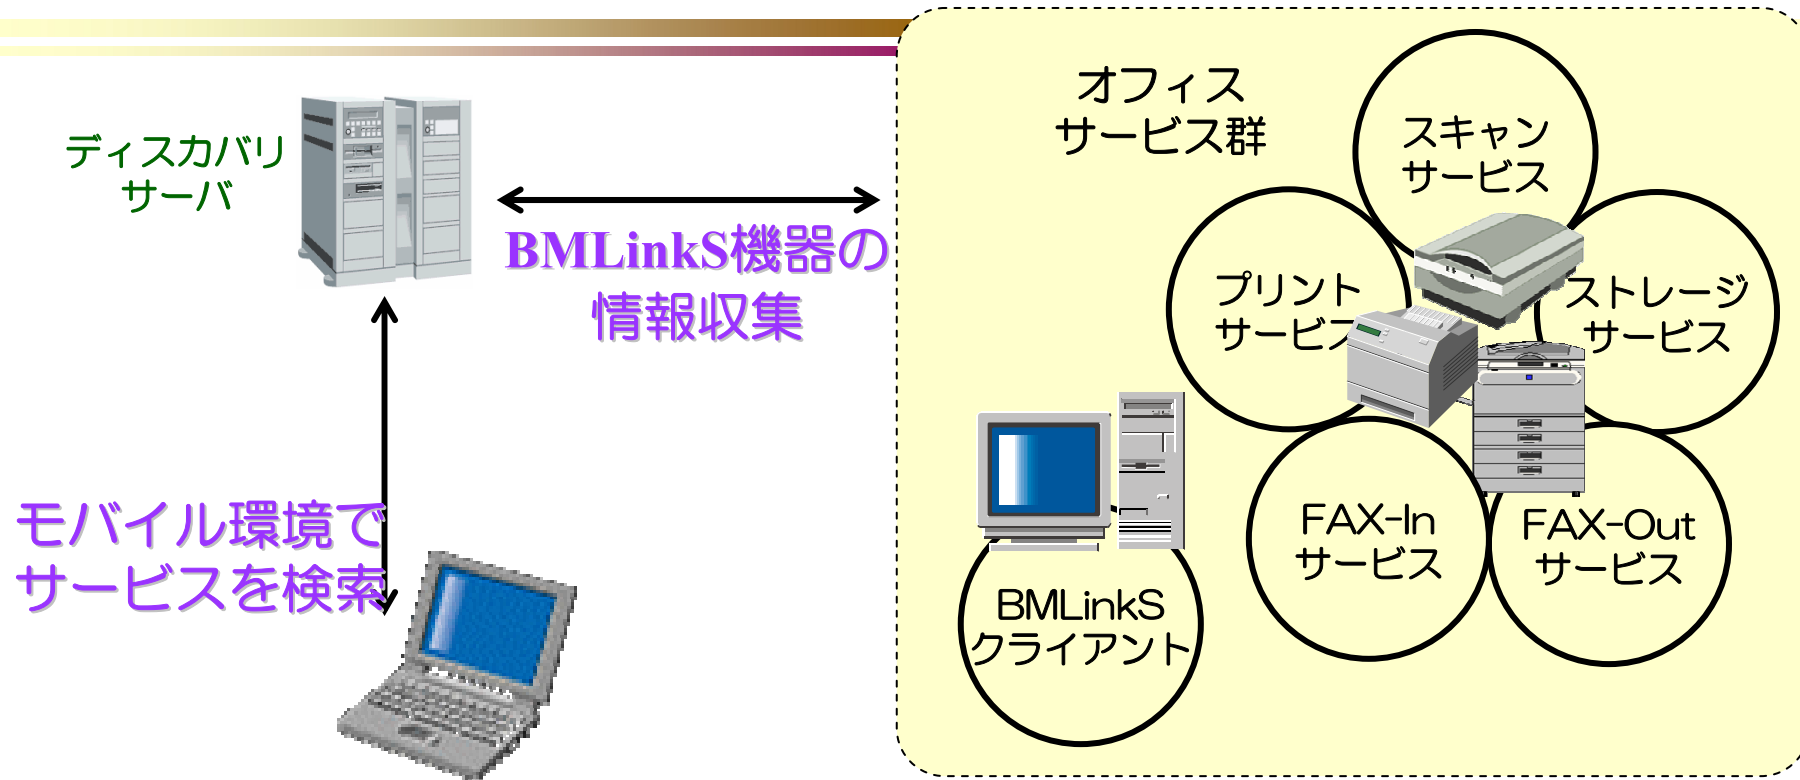 ディスカバリ
サーバ
BMLinkS機器の
情報収集
モバイル環境で
サービスを検索
オフィス
サービス群
スキャン
サービス
プリント
サービス
ストレージ
サービス
FAX-In
サービス
FAX-Out
サービス
BMLinkS
クライアント